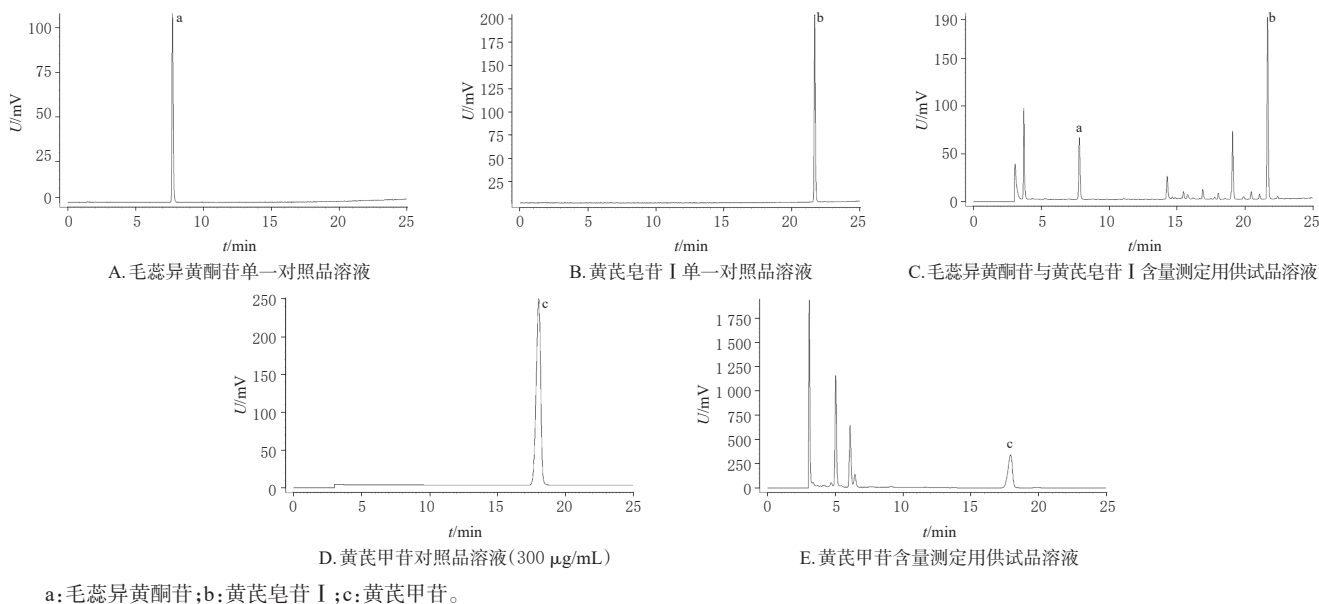 100
75
50
25
0
U/mV
a
0 5 10 15 20 25
t/min
A.毛蕊异黄酮苷单一对照品溶液
200
175
150
125
100
75
50
25
U/mV
b
0 5 10 15 20 25
t/min
B.黄芪皂苷Ⅰ单一对照品溶液
190
150
100
50
0
U/mV
a
b
0 5 10 15 20 25
t/min
C.毛蕊异黄酮苷与黄芪皂苷Ⅰ含量测定用供试品溶液
250
200
150
100
50
0
U/mV
c
0 5 10 15 20 25
t/min
D.黄芪甲苷对照品溶液(300 μg/mL)
1 750
1 500
1 250
1 000
750
500
250
0
U/mV
c
0 5 10 15 20 25
t/min
E.黄芪甲苷含量测定用供试品溶液
a:毛蕊异黄酮苷;b:黄芪皂苷Ⅰ;c:黄芪甲苷。